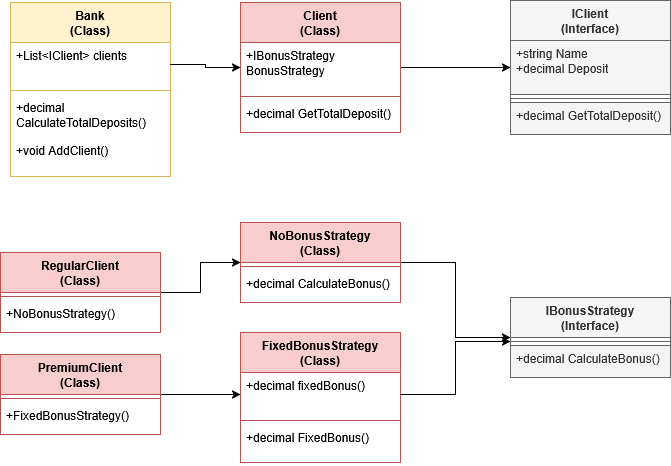 Bank
(Class)
+List<IClient> clients
+decimal
CalculateTotalDeposits()
+void AddClient()
Client
(Class)
+IBonusStrategy
BonusStrategy
+decimal GetTotalDeposit()
IClient
(Interface)
+string Name
+decimal Deposit
+decimal GetTotalDeposit()
RegularClient
(Class)
+NoBonusStrategy()
NoBonusStrategy
(Class)
+decimal CalculateBonus()
IBonusStrategy
(Interface)
+decimal CalculateBonus()
PremiumClient
(Class)
+FixedBonusStrategy()
FixedBonusStrategy
(Class)
+decimal fixedBonus()
+decimal FixedBonus()